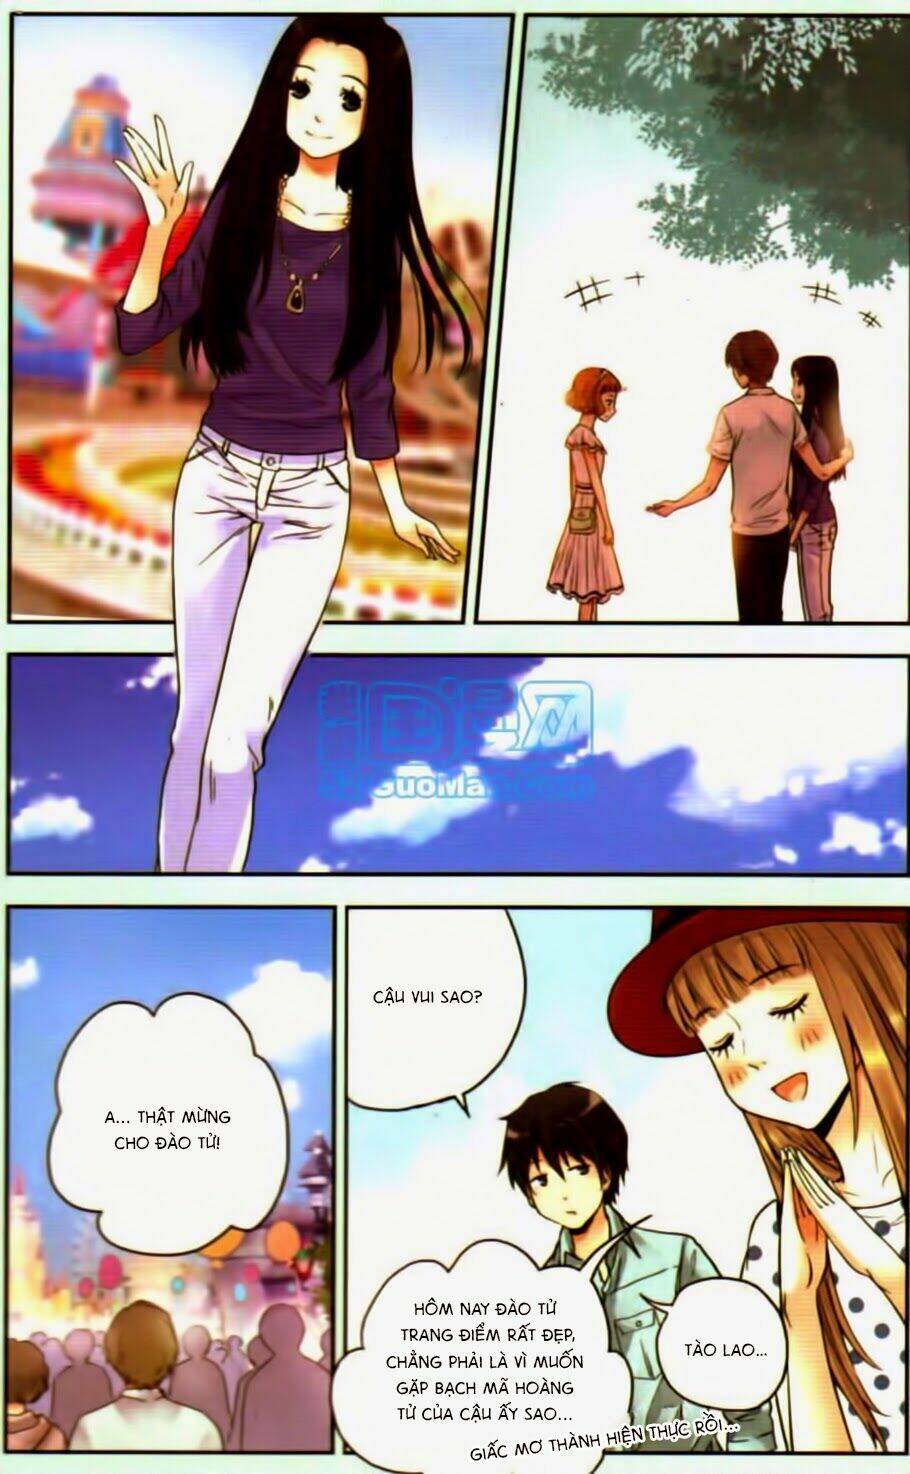 A... THẬT MỪNG
CHO ĐÀO TỬ!
CẬU VUI SAO?
HÔM NAY ĐÀO TỬ
TRANG ĐIỂM RẤT ĐẸP,
CHẲNG PHẢI LÀ VÌ MUỐN
GẶP BẠCH MÃ HOÀNG
TỬ CỦA CẬU ẤY SAO...
GIẤC MƠ THÀNH HIỆN THỰC RỒI...
TÀO LAO...